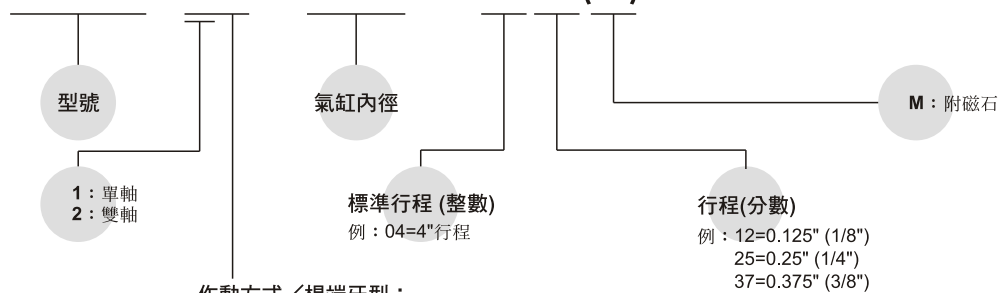 型號
氣缸內徑
M：附磁石
1：單軸
2：雙軸
標準行程 (整數)
例：04=4"行程
行程(分數)
例：12=0.125" (1/8")
25=0.25" (1/4")
37=0.375" (3/8")